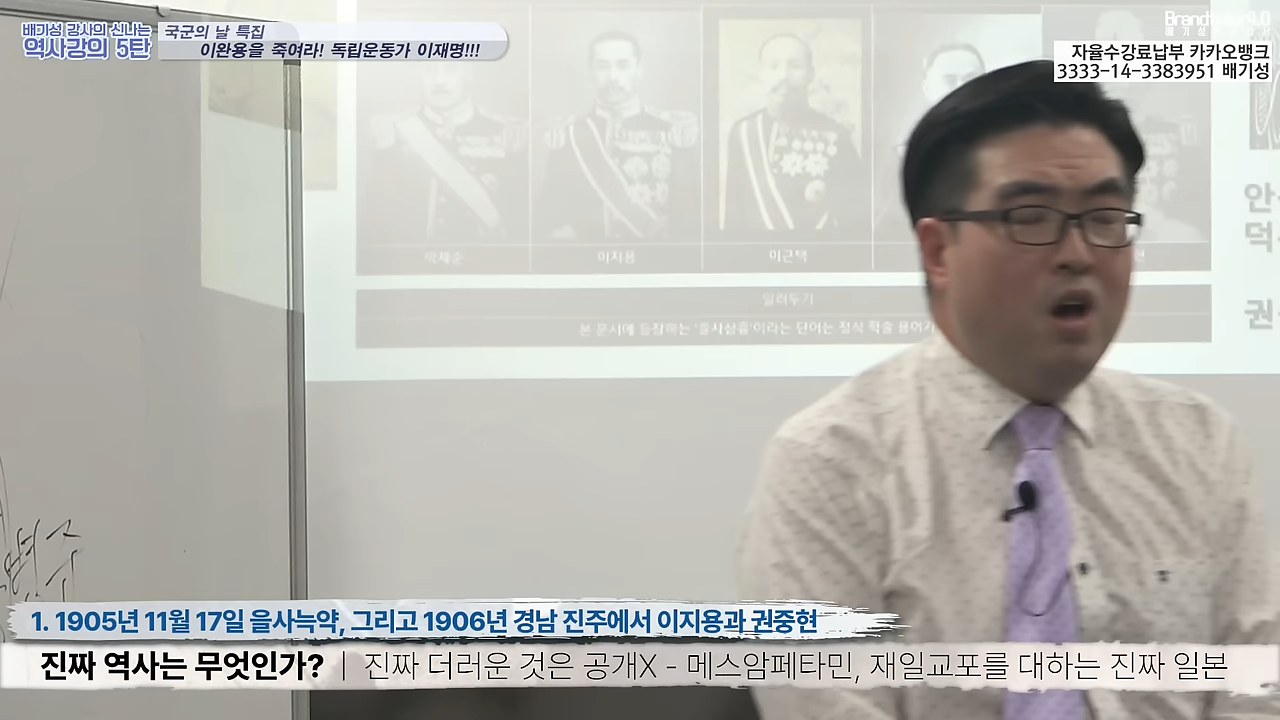 배기성 강사의 신나는
역사강의 5탄
국군의 날 특집
이완용을 죽여라! 독립운동가 이재명!!!
배기성
자율수강료납부 카카오뱅크
3333-14-3383951 배기성
박제순
이지용
이근택
알려두기
본 문서에 등장하는 '을사삼흉'이라는 단어는 정식 학술 용어가
안
덕
권
1. 1905년 11월 17일 을사늑약, 그리고 1906년 경남 진주에서 이지용과 권중현
진짜 역사는 무엇인가? | 진짜 더러운 것은 공개X - 메스암페타민, 재일교포를 대하는 진짜 일본